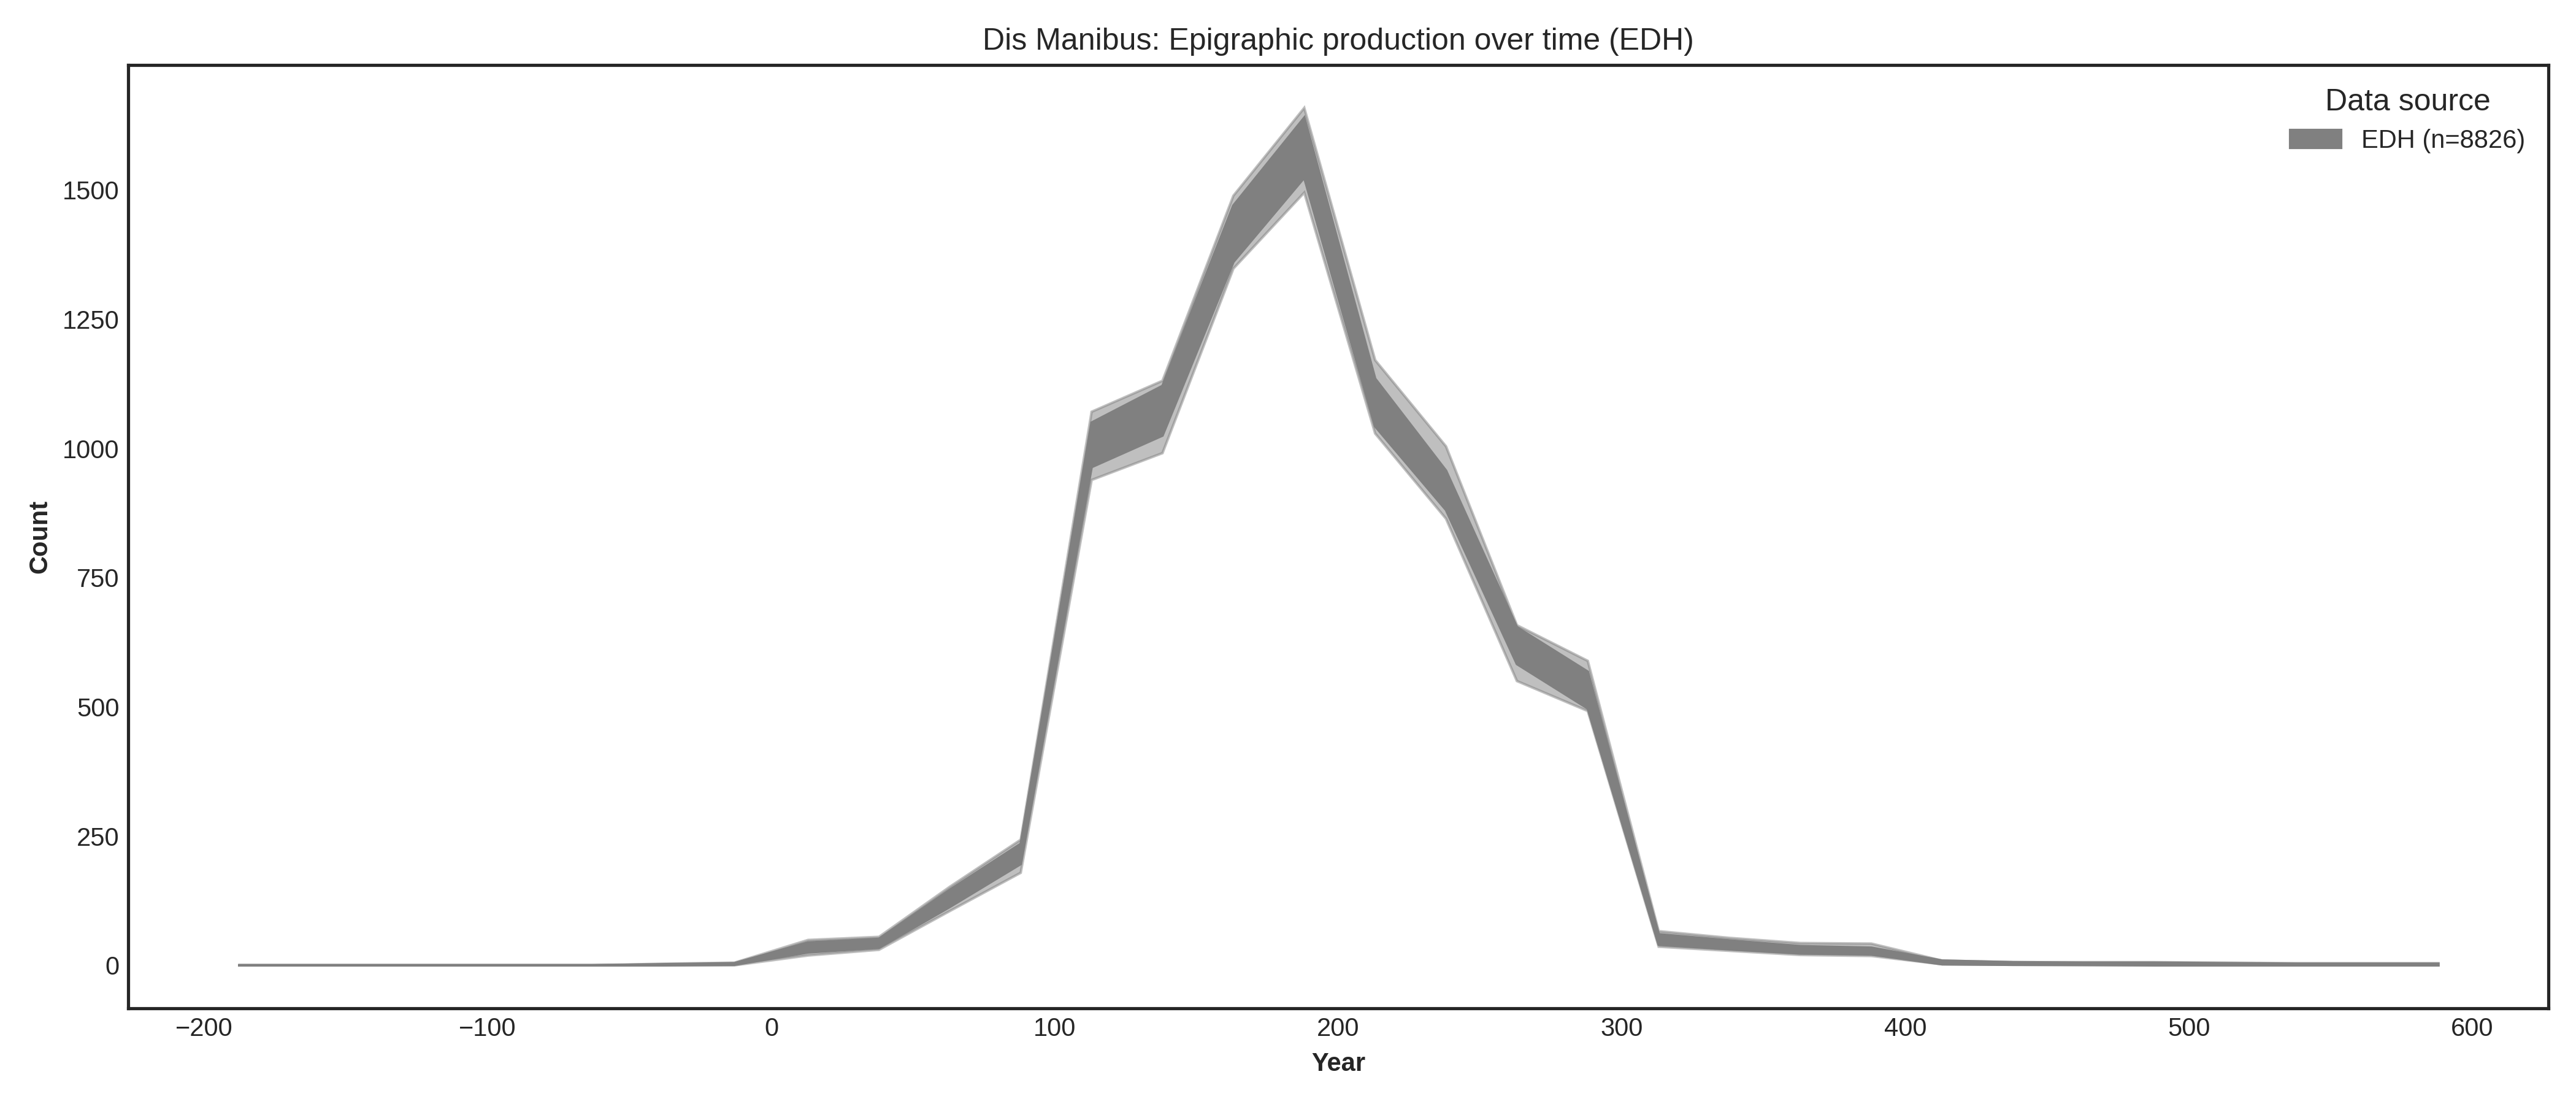 Dis Manibus: Epigraphic production over time (EDH)
Data source
EDH (n=8826)
1500
1250
1000
750
500
250
0
Count
−200 −100 0 100 200 300 400 500 600
Year